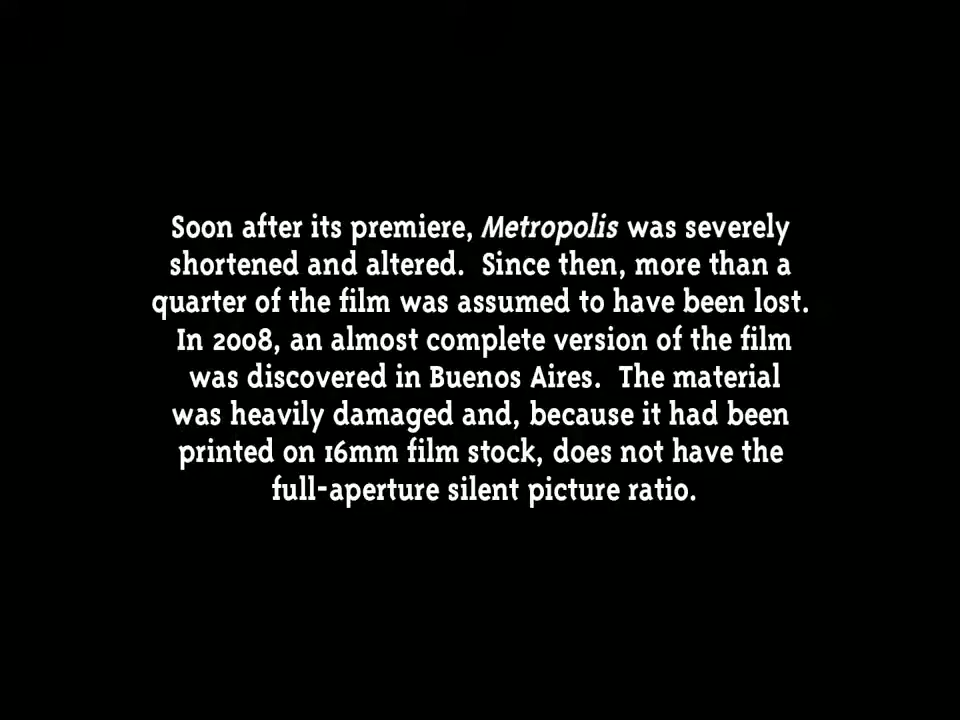 Soon after its premiere, Metropolis was severely
shortened and altered. Since then, more than a
quarter of the film was assumed to have been lost.
In 2008, an almost complete version of the film
was discovered in Buenos Aires. The material
was heavily damaged and, because it had been
printed on 16mm film stock, does not have the
full-aperture silent picture ratio.